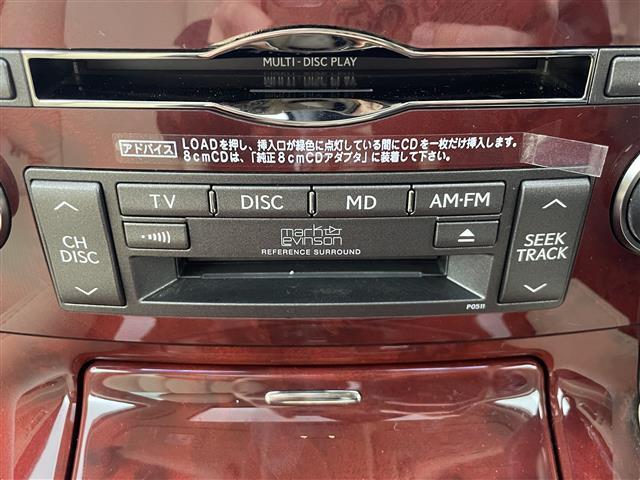 MULTI-DISC PLAY
アドバイス LOADを押し、挿入口が緑色に点灯している間にCDを一枚だけ挿入します。
8cmCDは、「純正8cmCDアダプタ」に装着して下さい。
TV DISC MD AM·FM
CH DISC
mark levinson
REFERENCE SURROUND
SEEK TRACK
P0511